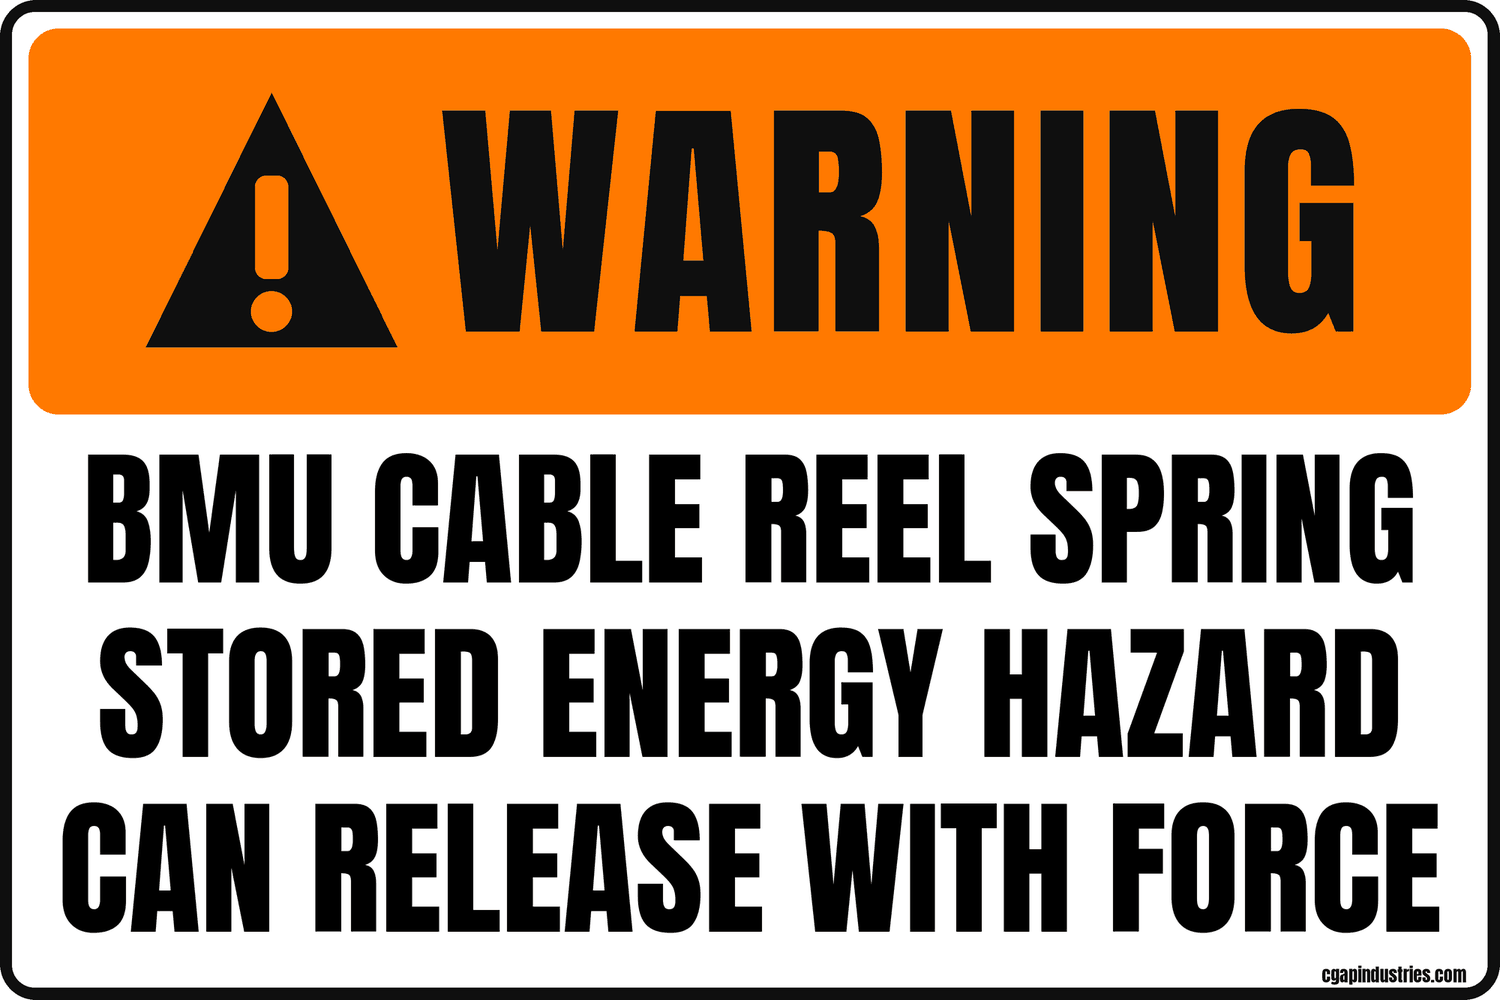 WARNING
BMU CABLE REEL SPRING
STORED ENERGY HAZARD
CAN RELEASE WITH FORCE
cgapindustries.com